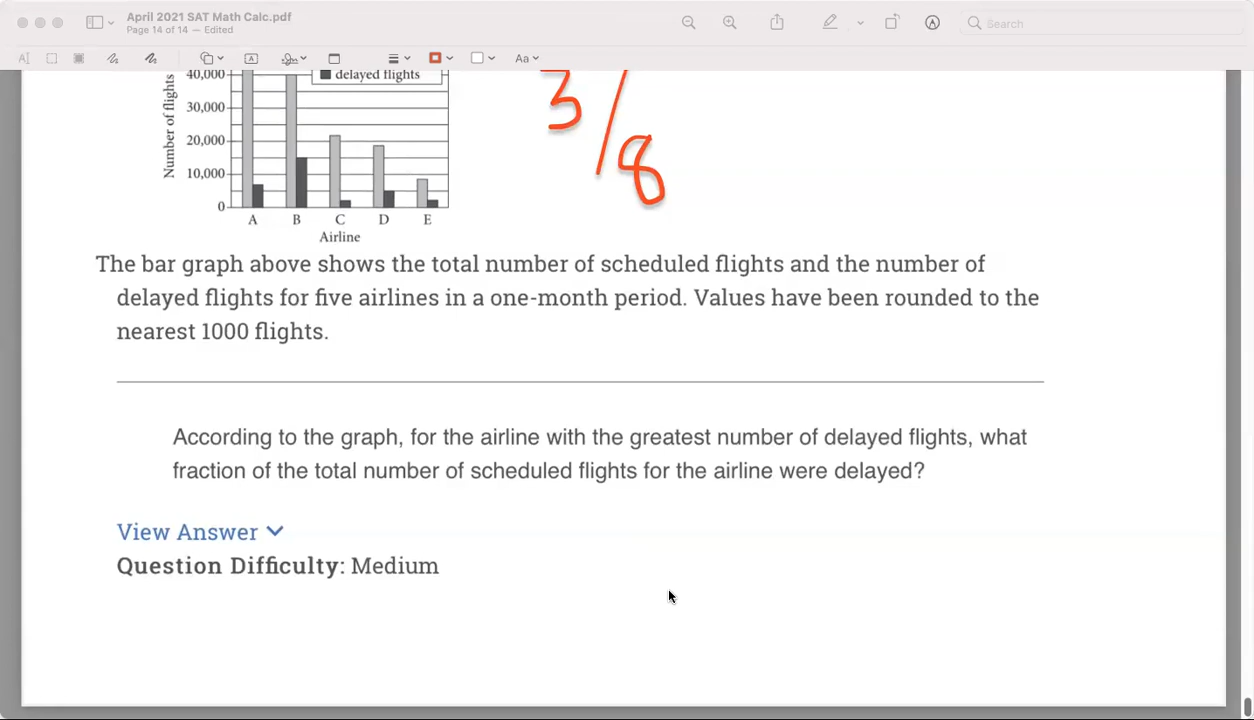 April 2021 SAT Math Calc.pdf
Page 14 of 14 — Edited
Search
Aa
40,000
delayed flights
30,000
20,000
10,000
0
Number of flights
A B C D E
Airline
3/8
The bar graph above shows the total number of scheduled flights and the number of
delayed flights for five airlines in a one-month period. Values have been rounded to the
nearest 1000 flights.
According to the graph, for the airline with the greatest number of delayed flights, what
fraction of the total number of scheduled flights for the airline were delayed?
View Answer
Question Difficulty: Medium